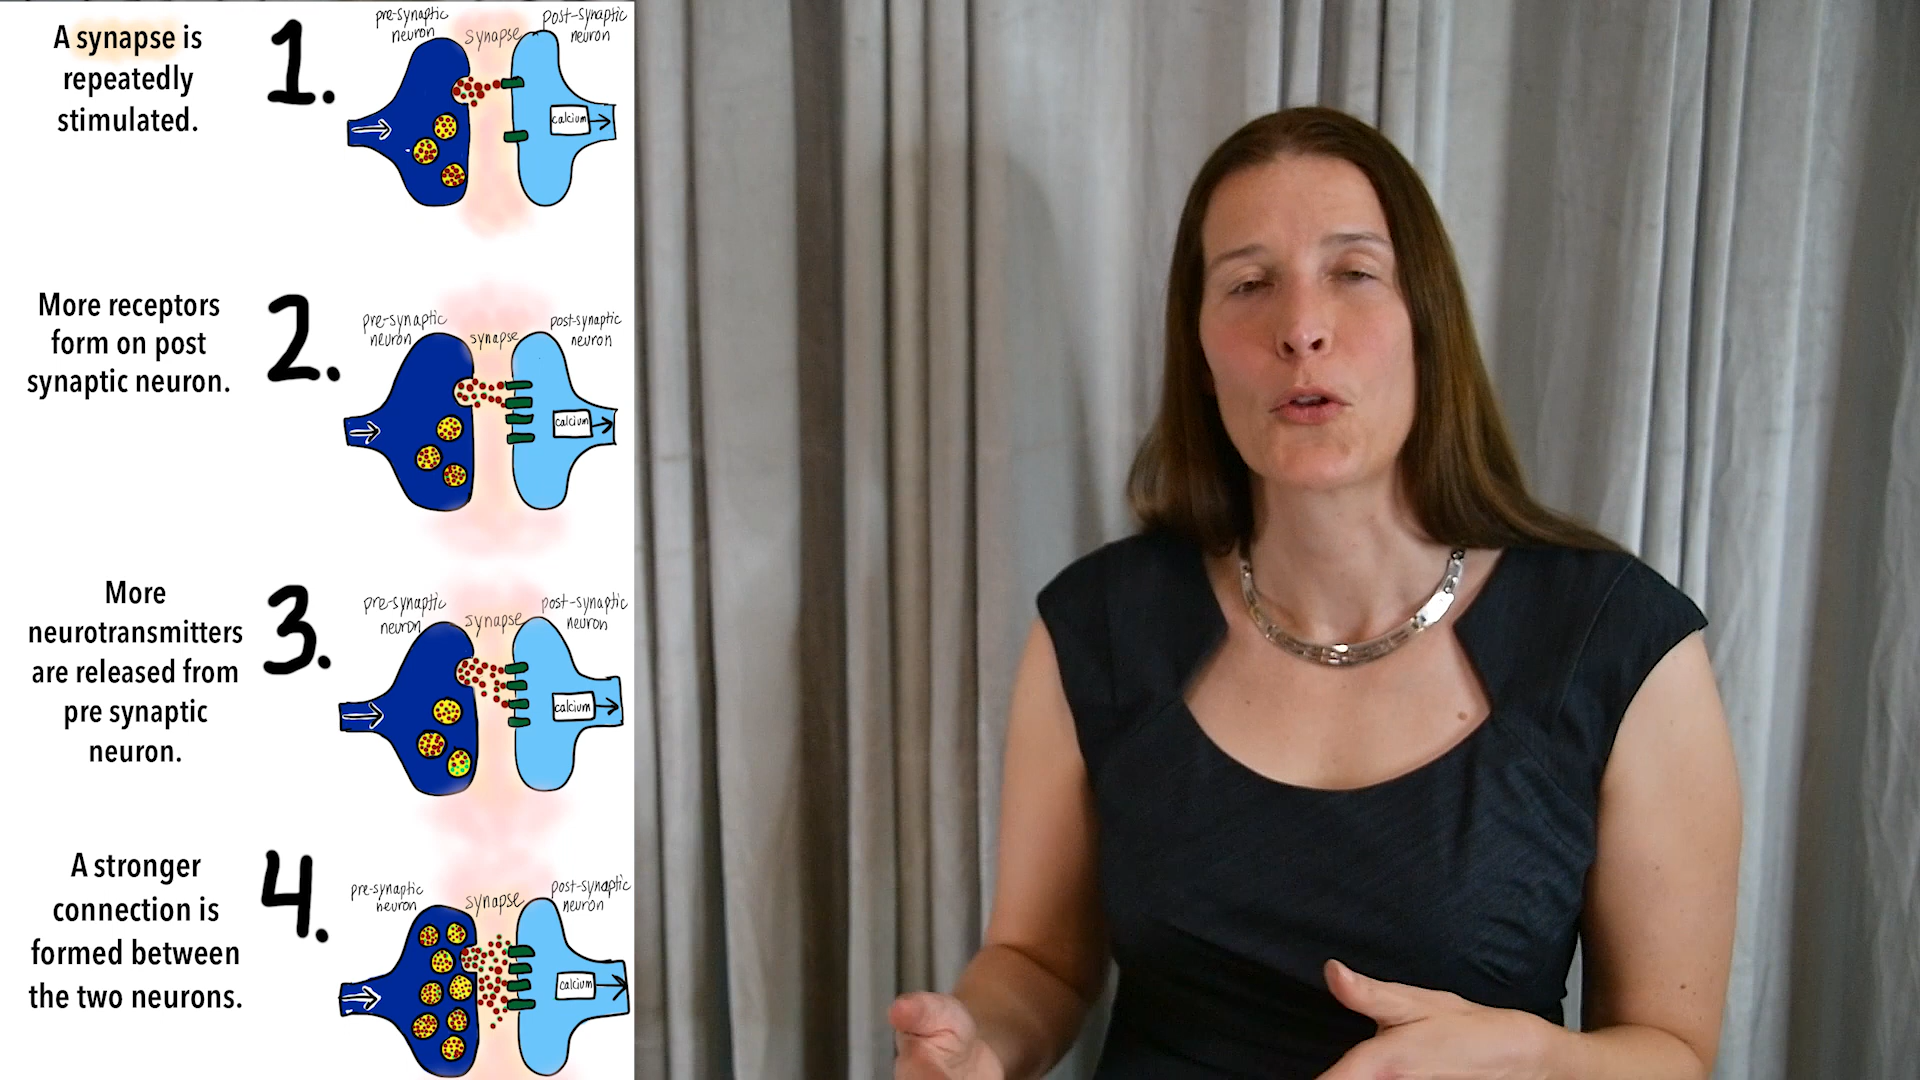 A synapse is
repeatedly
stimulated.
1.
pre-synaptic
neuron
synapse
post-synaptic
neuron
calcium
More receptors
form on post
synaptic neuron.
2.
pre-synaptic
neuron
synapse
post-synaptic
neuron
calcium
More
neurotransmitters
are released from
pre synaptic
neuron.
3.
pre-synaptic
neuron
synapse
post-synaptic
neuron
calcium
A stronger
connection is
formed between
the two neurons.
4.
pre-synaptic
neuron
synapse
post-synaptic
neuron
calcium